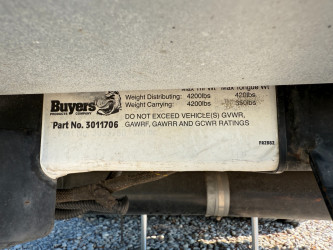 Max Trl Wt Max Tongue Wt
Weight Distributing: 4200lbs 420lbs
Weight Carrying: 4200lbs 350lbs
Buyers
PRODUCTS COMPANY
Part No. 3011706
DO NOT EXCEED VEHICLE(S) GVWR,
GAWRF, GAWRR AND GCWR RATINGS